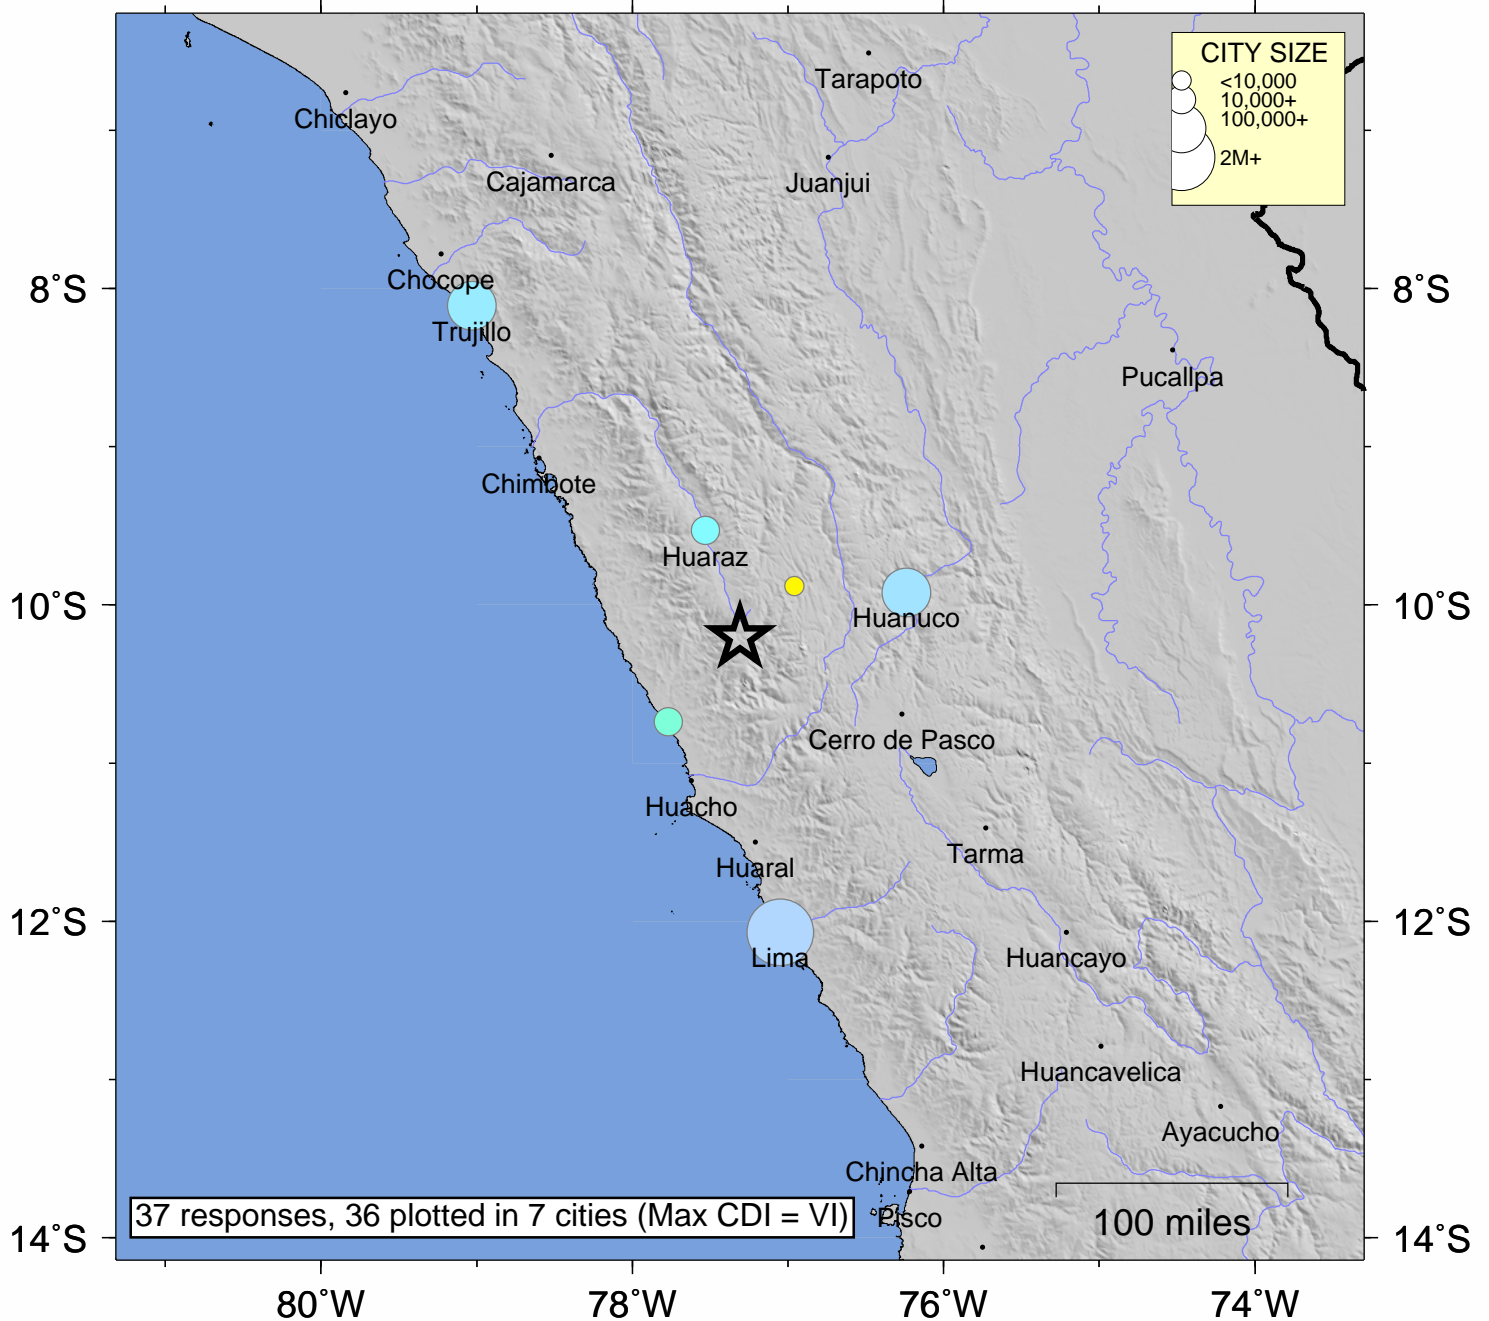 CITY SIZE
<10,000
10,000+
100,000+
2M+
Tarapoto
Chiclayo
Cajamarca
Juanjui
Chocope
8°S
8°S
Trujillo
Pucallpa
Chimbote
Huaraz
10°S
10°S
Huanuco
Cerro de Pasco
Huacho
Tarma
Huaral
12°S
12°S
Lima
Huancayo
Huancavelica
Ayacucho
Chincha Alta
37 responses, 36 plotted in 7 cities (Max CDI = VI)
Pisco
100 miles
14°S
14°S
80°W
78°W
76°W
74°W